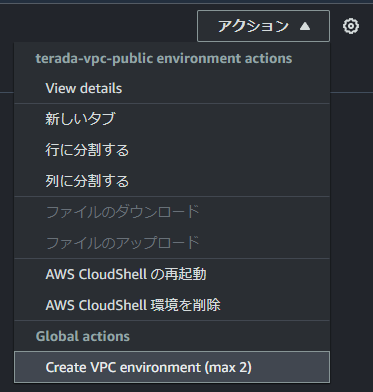 アクション ▲
terada-vpc-public environment actions
View details
新しいタブ
行に分割する
列に分割する
ファイルのダウンロード
ファイルのアップロード
AWS CloudShell の再起動
AWS CloudShell 環境を削除
Global actions
Create VPC environment (max 2)